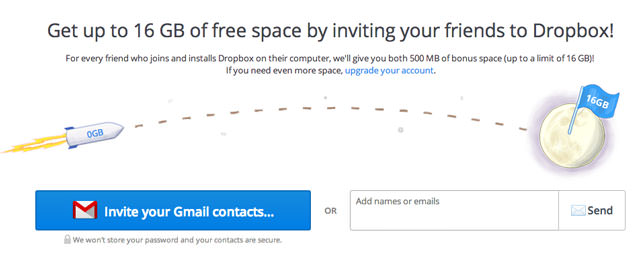 Get up to 16 GB of free space by inviting your friends to Dropbox!
For every friend who joins and installs Dropbox on their computer, we'll give you both 500 MB of bonus space (up to a limit of 16 GB)!
If you need even more space, upgrade your account.
16GB
0GB
Invite your Gmail contacts...
OR
Add names or emails
Send
We won't store your password and your contacts are secure.